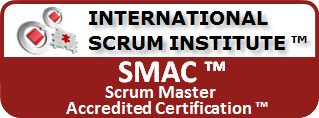 INTERNATIONAL
SCRUM INSTITUTE ™
SMAC ™
Scrum Master
Accredited Certification ™